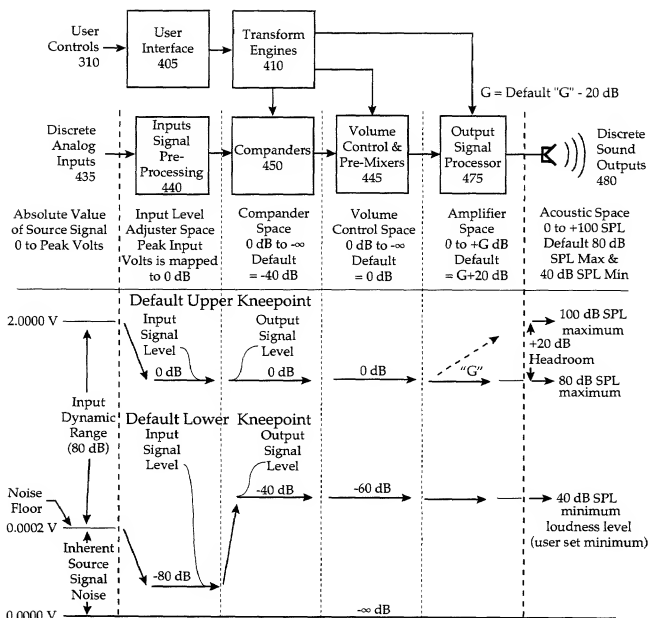 User
Controls
310
User
Interface
405
Transform
Engines
410
G = Default "G" - 20 dB
Discrete
Analog
Inputs
435
Inputs
Signal
Pre-
Processing
440
Companders
450
Volume
Control &
Pre-Mixers
445
Output
Signal
Processor
475
Discrete
Sound
Outputs
480
Absolute Value
of Source Signal
0 to Peak Volts
Input Level
Adjuster Space
Peak Input
Volts is mapped
to 0 dB
Compander
Space
0 dB to -∞
Default
= -40 dB
Volume
Control Space
0 dB to -∞
Default
= 0 dB
Amplifier
Space
0 to +G dB
Default
= G+20 dB
Acoustic Space
0 to +100 SPL
Default 80 dB
SPL Max &
40 dB SPL Min
Default Upper Kneepoint
2.0000 V
Input
Signal
Level
Output
Signal
Level
0 dB
0 dB
0 dB
"G"
100 dB SPL
maximum
+20 dB
Headroom
80 dB SPL
maximum
Input
Dynamic
Range
(80 dB)
Default Lower Kneepoint
Input
Signal
Level
Output
Signal
Level
-40 dB
-60 dB
40 dB SPL
minimum
loudness level
(user set minimum)
Noise
Floor
0.0002 V
Inherent
Source
Signal
Noise
-80 dB
0.0000 V
-∞ dB